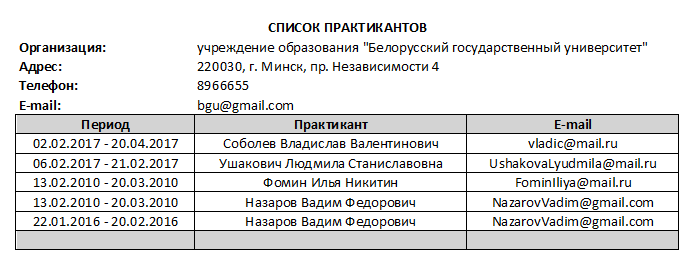 СПИСОК ПРАКТИКАНТОВ
Организация: учреждение образования "Белорусский государственный университет"
Адрес: 220030, г. Минск, пр. Независимости 4
Телефон: 8966655
E-mail: bgu@gmail.com
Период Практикант E-mail
02.02.2017 - 20.04.2017 Соболев Владислав Валентинович vladic@mail.ru
06.02.2017 - 21.02.2017 Ушакович Людмила Станиславовна UshakovaLyudmila@mail.ru
13.02.2010 - 20.03.2010 Фомин Илья Никитин FominIliya@mail.ru
13.02.2010 - 20.03.2010 Назаров Вадим Федорович NazarovVadim@gmail.com
22.01.2016 - 20.02.2016 Назаров Вадим Федорович NazarovVadim@gmail.com